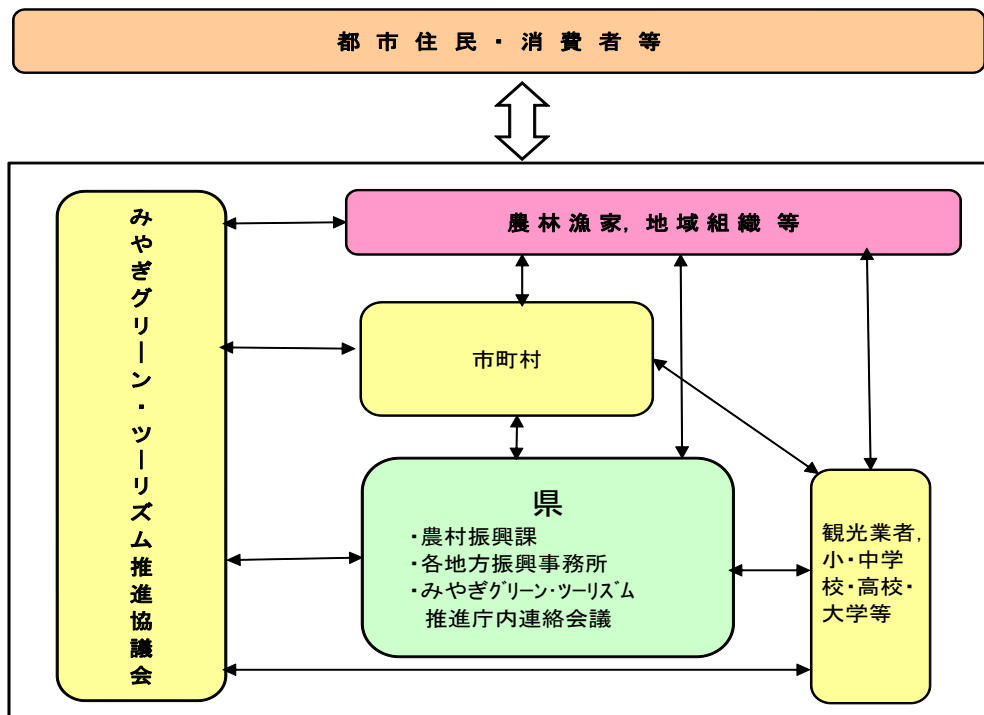 都市住民・消費者等
みやぎグリーン・ツーリズム推進協議会
農林漁家，地域組織等
市町村
県
・農村振興課
・各地方振興事務所
・みやぎｸﾞﾘｰﾝ･ﾂｰﾘｽﾞﾑ
推進庁内連絡会議
観光業者，
小・中学
校・高校・
大学等